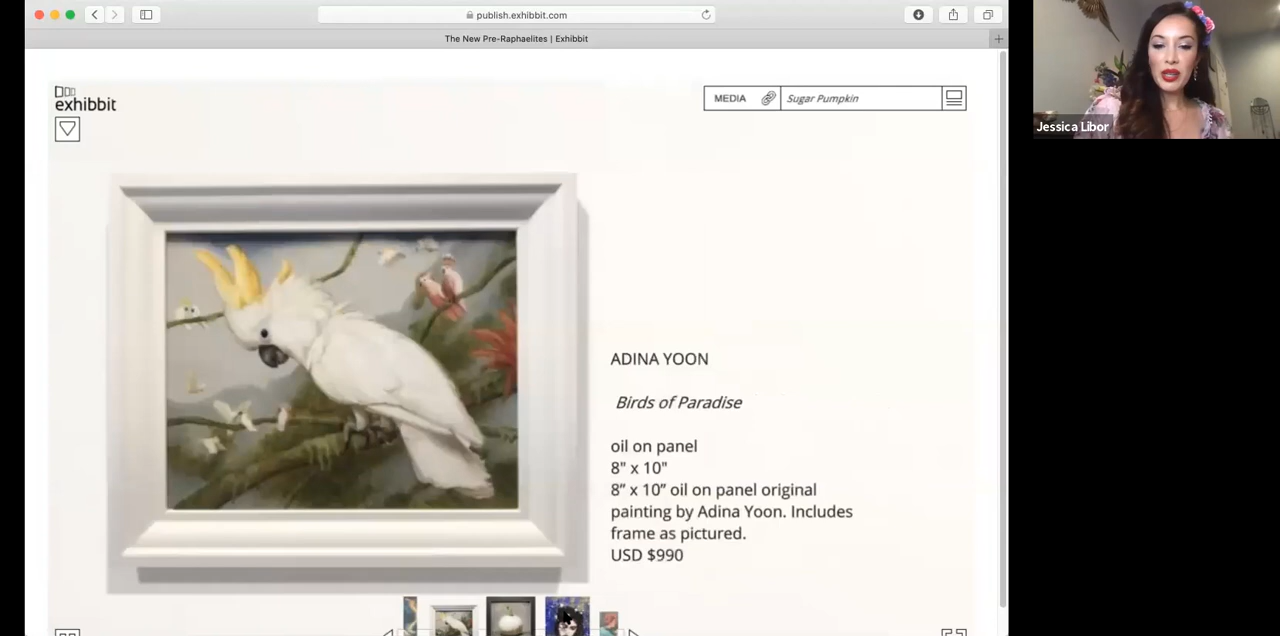 publish.exhibbit.com
The New Pre-Raphaelites | Exhibbit
exhibbit
MEDIA
Sugar Pumpkin
Jessica Libor
ADINA YOON
Birds of Paradise
oil on panel
8" x 10"
8” x 10” oil on panel original
painting by Adina Yoon. Includes
frame as pictured.
USD $990